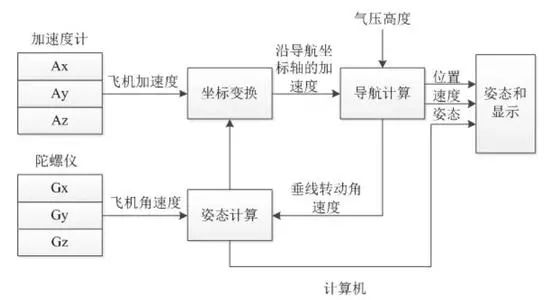 气压高度
加速度计
Ax
Ay
Az
飞机加速度
坐标变换
沿导航坐
标轴的加
速度
导航计算
位置
速度
姿态
姿态和
显示
陀螺仪
Gx
Gy
Gz
飞机角速度
姿态计算
垂线转动角
速度
计算机